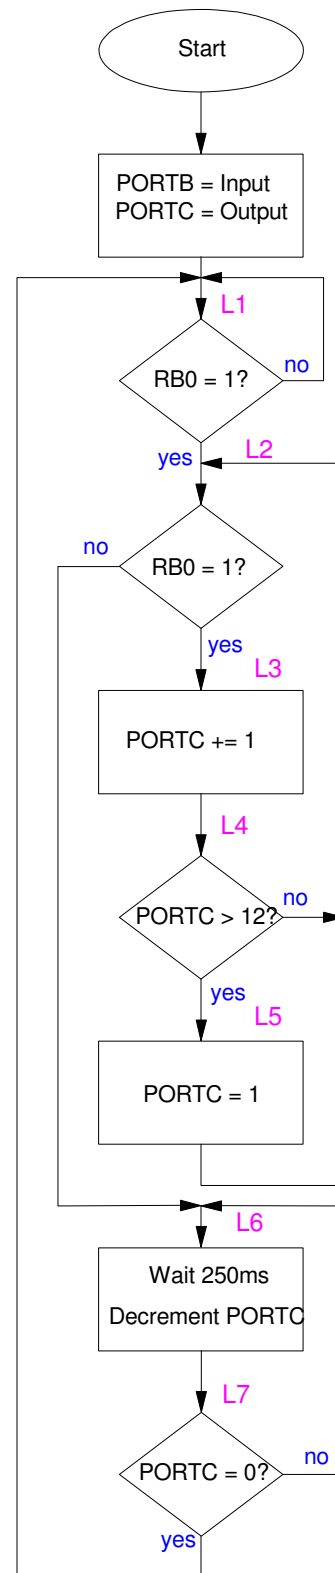 Start
PORTB = Input
PORTC = Output
L1
RB0 = 1?
no
yes
L2
no
RB0 = 1?
yes
L3
PORTC += 1
L4
no
PORTC > 12?
yes
L5
PORTC = 1
L6
Wait 250ms
Decrement PORTC
L7
no
PORTC = 0?
yes